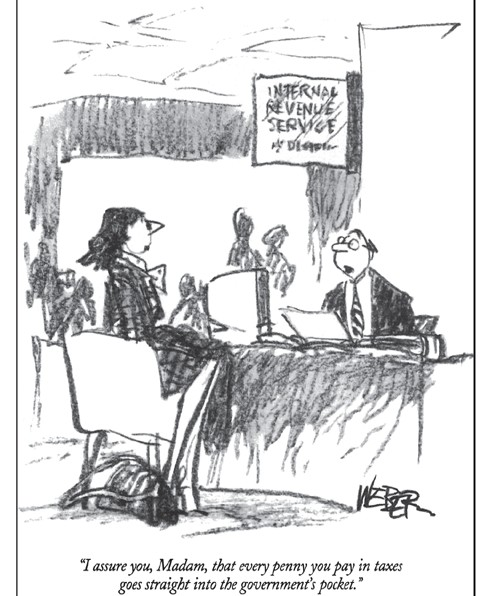 INTERNAL
REVENUE
SERVICE
WEBER
“I assure you, Madam, that every penny you pay in taxes
goes straight into the government’s pocket.”